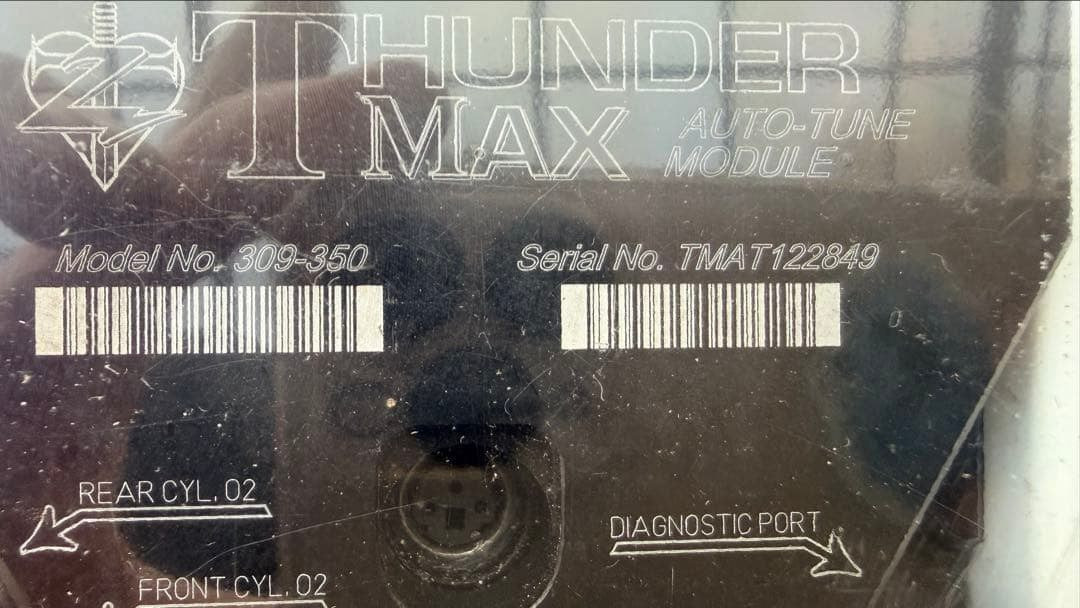 THUNDER
MAX AUTO-TUNE
MODULE
Model No. 309-350 Serial No. TMAT122849
REAR CYL. O2
DIAGNOSTIC PORT
FRONT CYL. O2